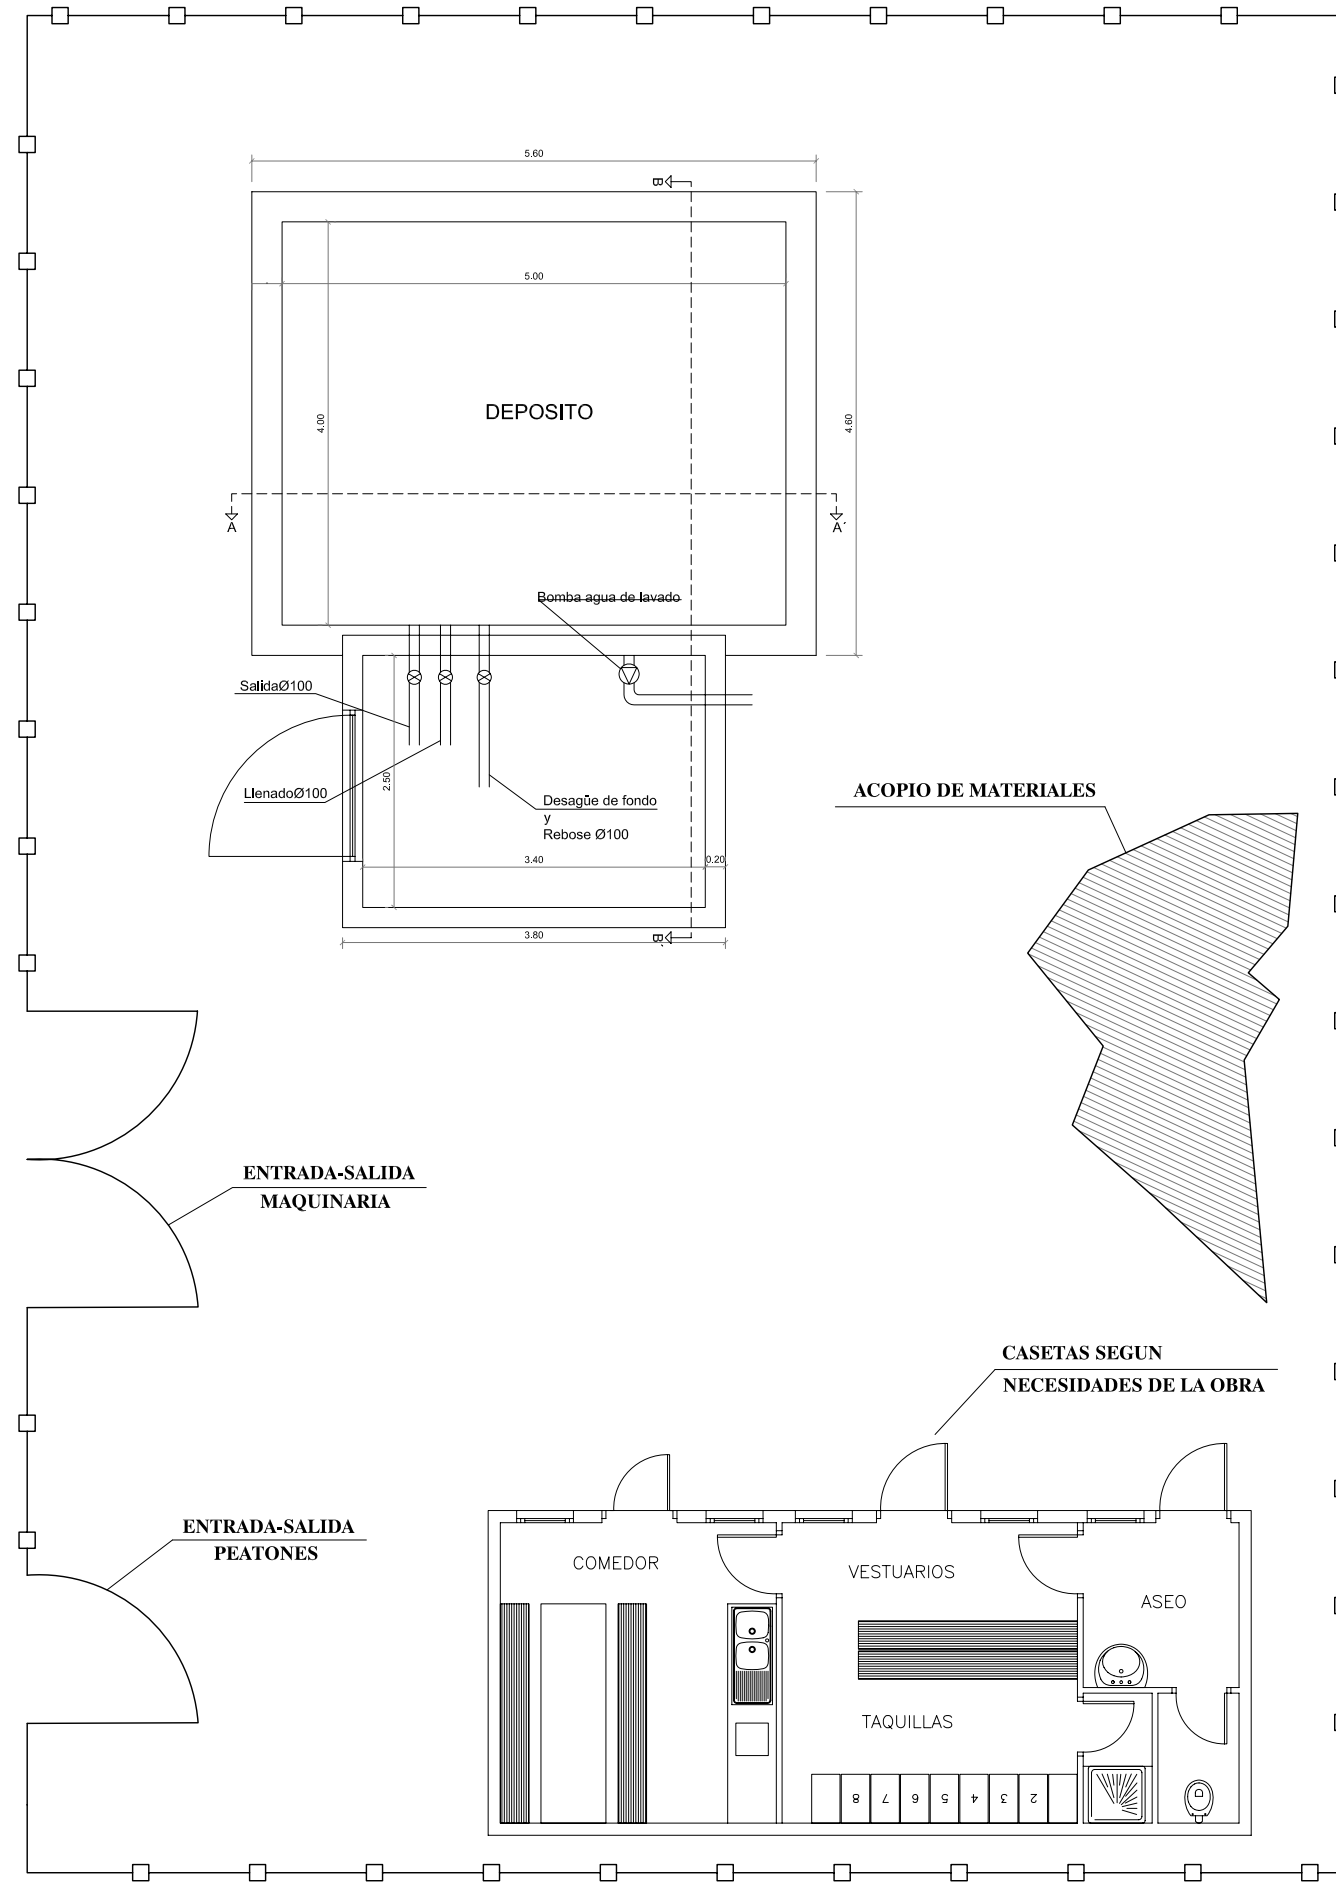 5.60
B
5.00
DEPOSITO
4.00
4.60
A
A´
Bomba agua de lavado
SalidaØ100
LlenadoØ100
2.50
Desagüe de fondo
y
Rebose Ø100
3.40
0.20
3.80
B´
ACOPIO DE MATERIALES
ENTRADA-SALIDA
MAQUINARIA
CASETAS SEGUN
NECESIDADES DE LA OBRA
ENTRADA-SALIDA
PEATONES
COMEDOR
VESTUARIOS
ASEO
TAQUILLAS
8 7 6 5 4 3 2